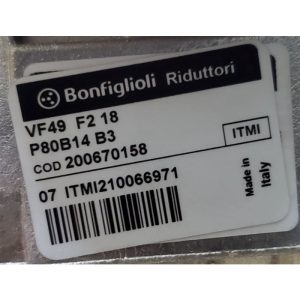 Bonfiglioli Riduttori
VF49 F2 18
P80B14 B3
COD 200670158
ITMI
07 ITMI210066971
Made in
Italy